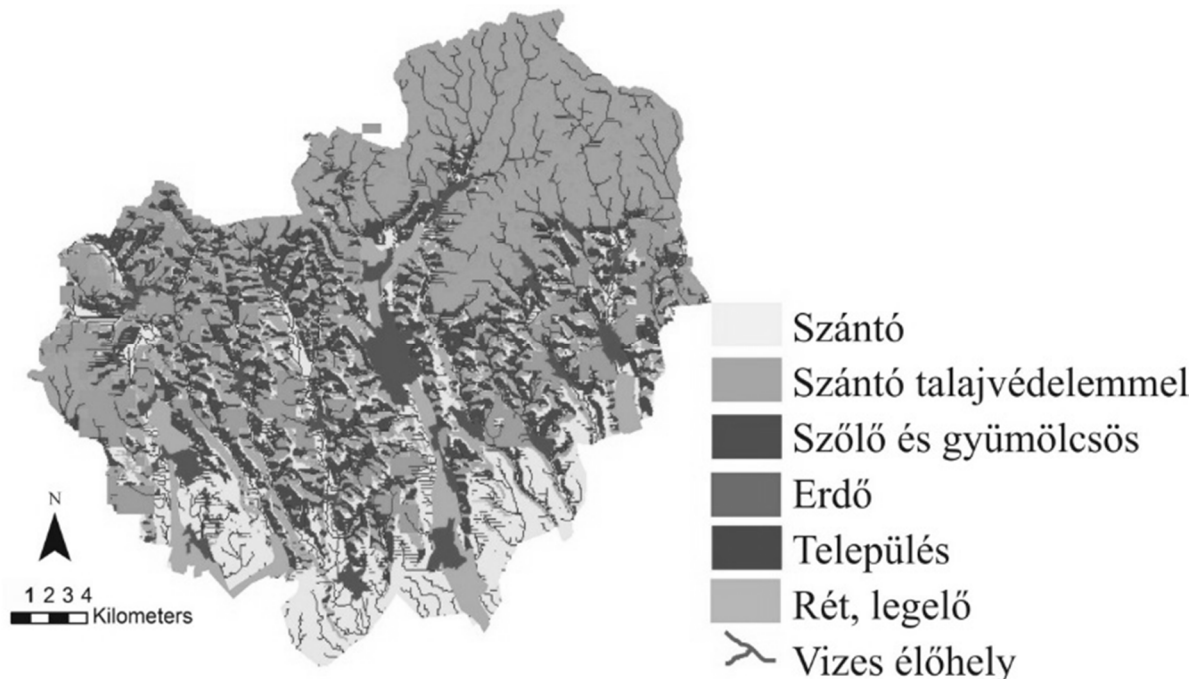 Szántó
Szántó talajvédelemmel
Szőlő és gyümölcsös
Erdő
Település
Rét, legelő
Vizes élőhely
N
1 2 3 4
Kilometers